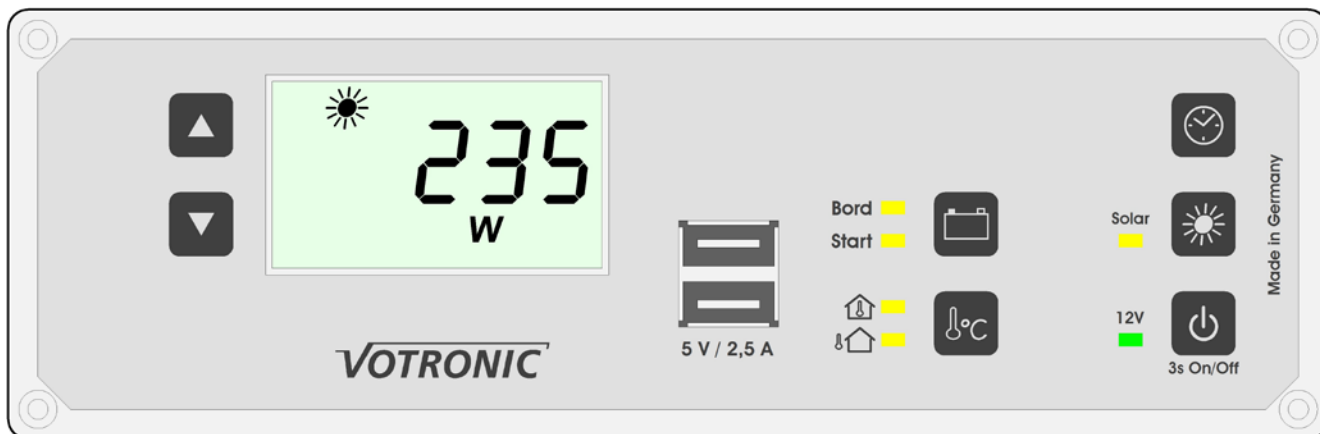 235
W
VOTRONIC
5 V / 2,5 A
Bord
Start
°C
Solar
12V
3s On/Off
Made in Germany